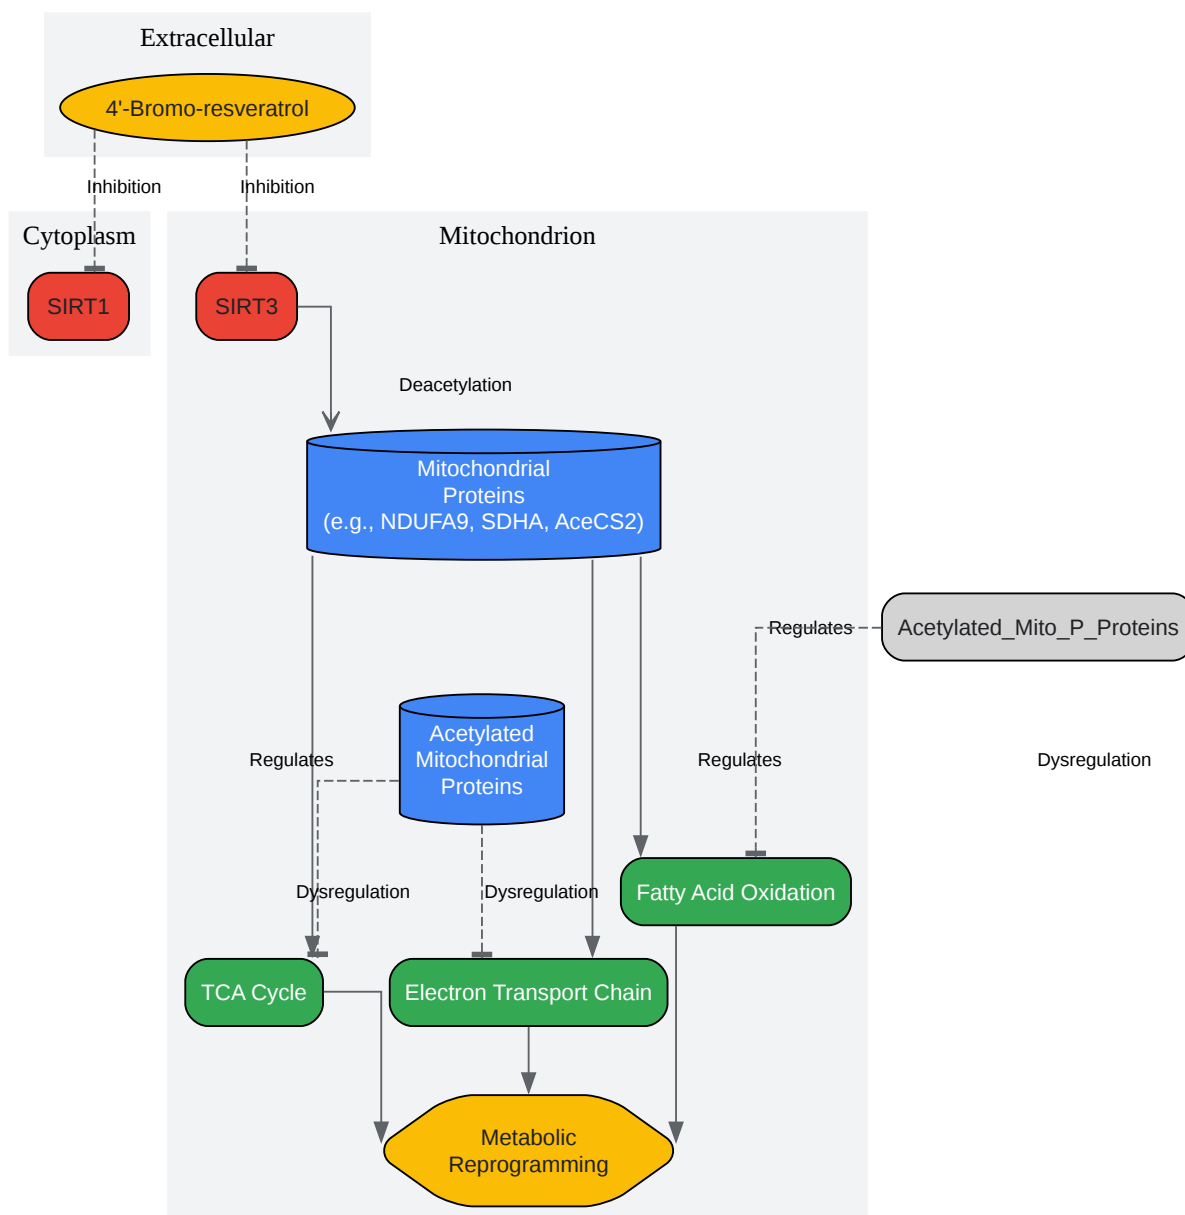 Extracellular
4'-Bromo-resveratrol
Inhibition
Inhibition
Cytoplasm
Mitochondrion
SIRT1
SIRT3
Deacetylation
Mitochondrial
Proteins
(e.g., NDUFA9, SDHA, AceCS2)
Regulates
Acetylated_Mito_P_Proteins
Acetylated
Mitochondrial
Proteins
Regulates
Regulates
Dysregulation
Dysregulation
Dysregulation
Fatty Acid Oxidation
TCA Cycle
Electron Transport Chain
Metabolic
Reprogramming